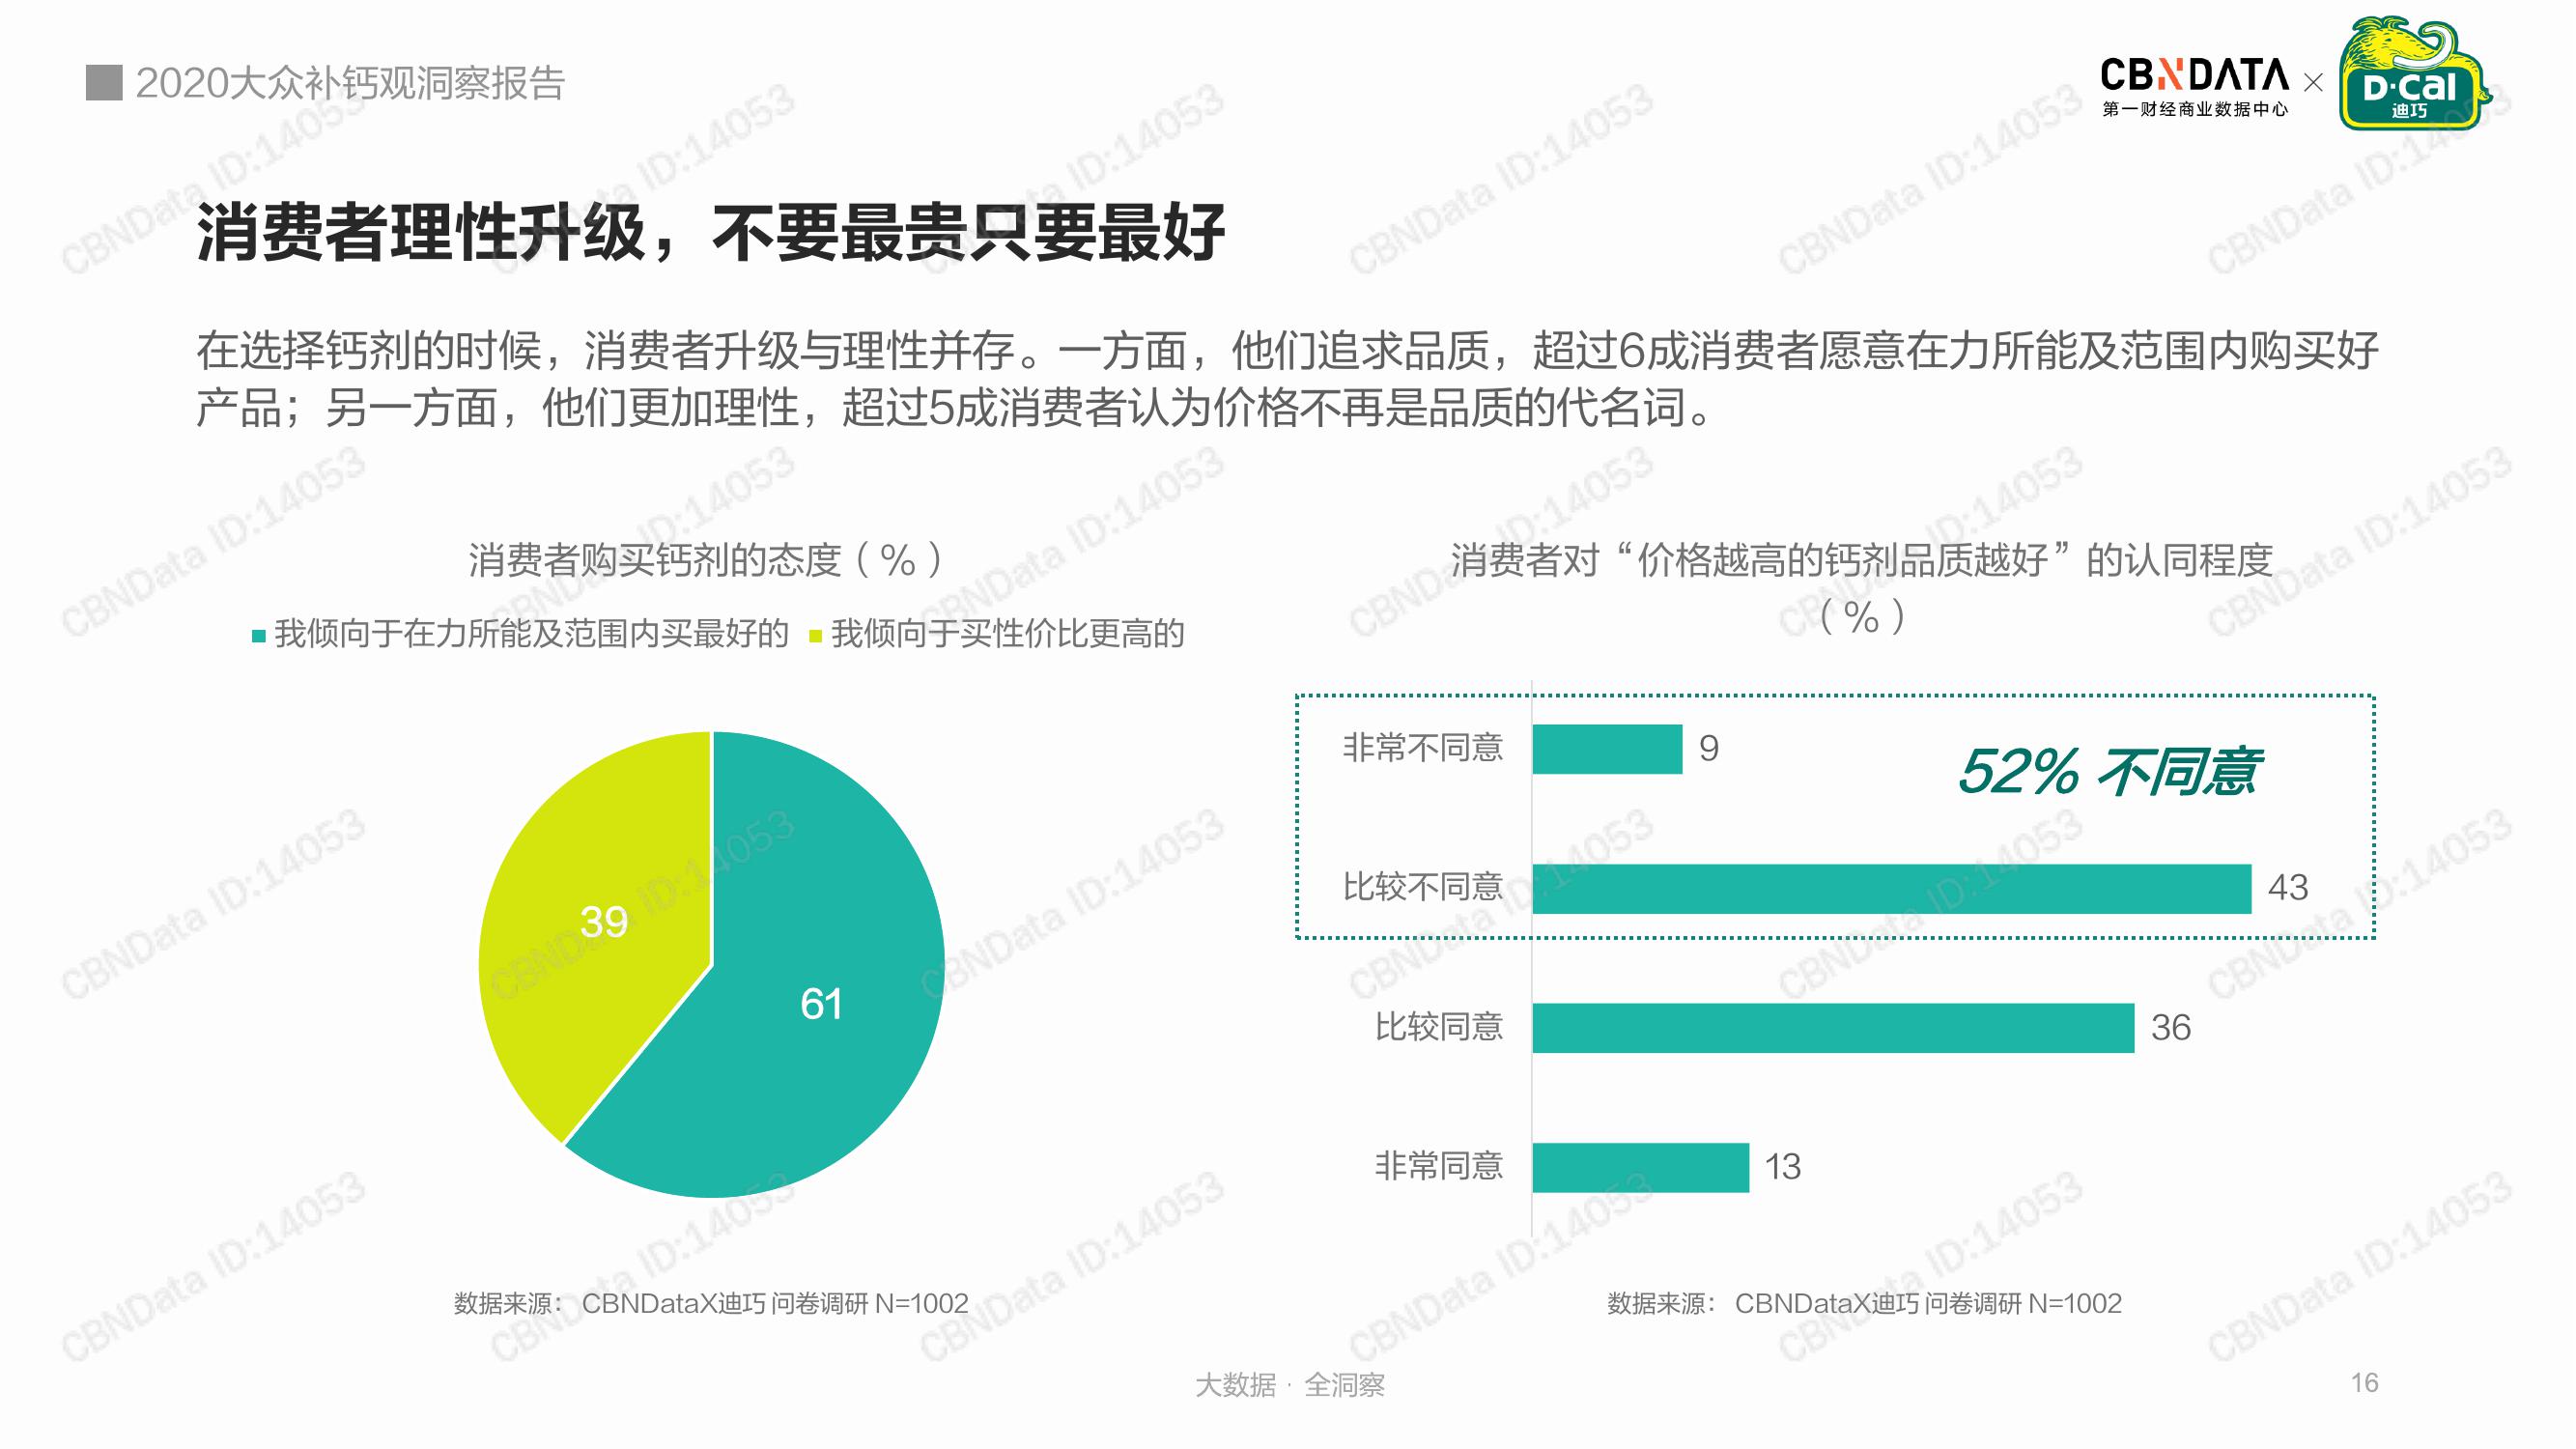 2020大众补钙观洞察报告
CBNDATA × D·Cal
第一财经商业数据中心 迪巧
消费者理性升级，不要最贵只要最好
在选择钙剂的时候，消费者升级与理性并存。一方面，他们追求品质，超过6成消费者愿意在力所能及范围内购买好
产品；另一方面，他们更加理性，超过5成消费者认为价格不再是品质的代名词。
消费者购买钙剂的态度（%）
我倾向于在力所能及范围内买最好的 我倾向于买性价比更高的
39
61
数据来源： CBNDataX迪巧 问卷调研 N=1002
消费者对“价格越高的钙剂品质越好”的认同程度
（%）
非常不同意 9
52% 不同意
比较不同意 43
比较同意 36
非常同意 13
数据来源： CBNDataX迪巧 问卷调研 N=1002
大数据 · 全洞察
16
CBNData ID:14053